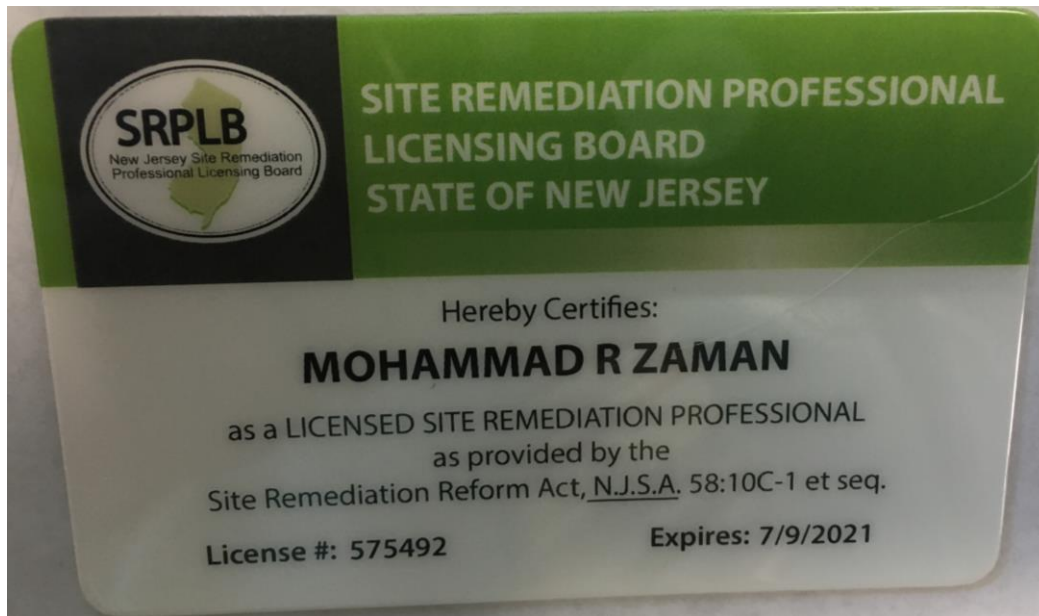 SRPLB
New Jersey Site Remediation
Professional Licensing Board
SITE REMEDIATION PROFESSIONAL
LICENSING BOARD
STATE OF NEW JERSEY
Hereby Certifies:
MOHAMMAD R ZAMAN
as a LICENSED SITE REMEDIATION PROFESSIONAL
as provided by the
Site Remediation Reform Act, N.J.S.A. 58:10C-1 et seq.
License #: 575492
Expires: 7/9/2021